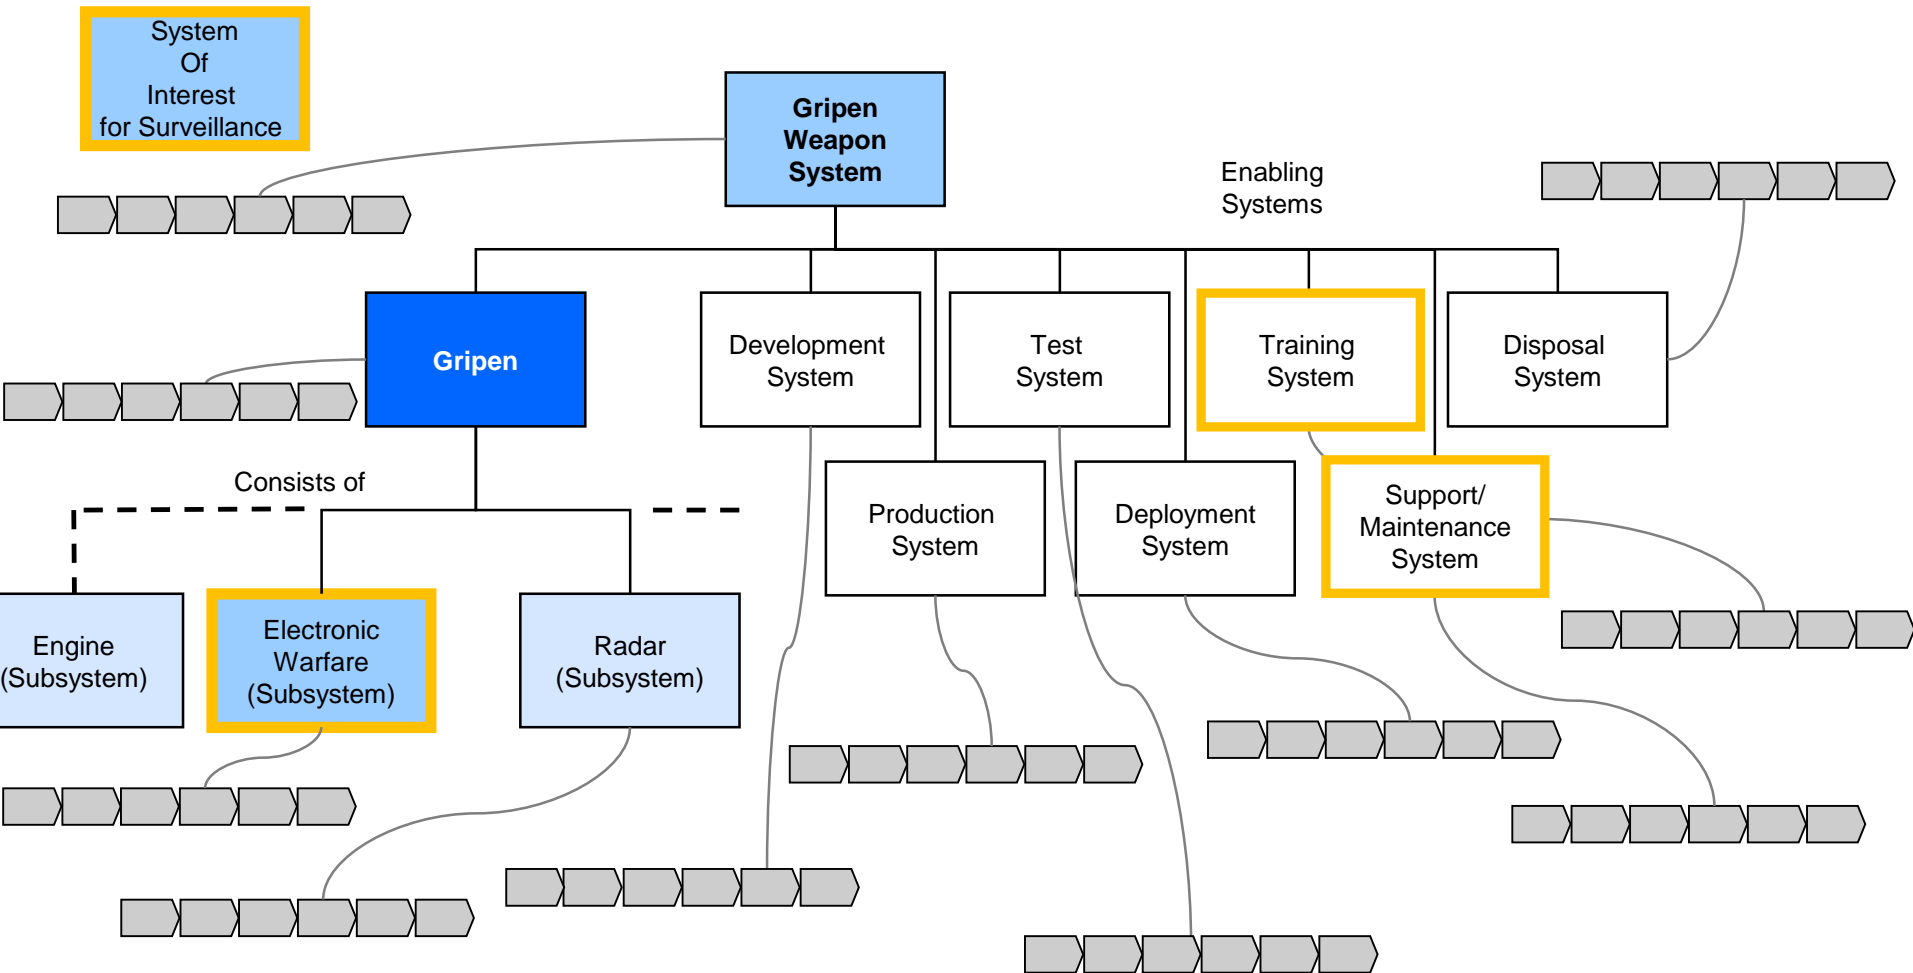 System
Of
Interest
for Surveillance
Gripen
Weapon
System
Enabling
Systems
Gripen
Development
System
Test
System
Training
System
Disposal
System
Consists of
Production
System
Deployment
System
Support/
Maintenance
System
Engine
(Subsystem)
Electronic
Warfare
(Subsystem)
Radar
(Subsystem)